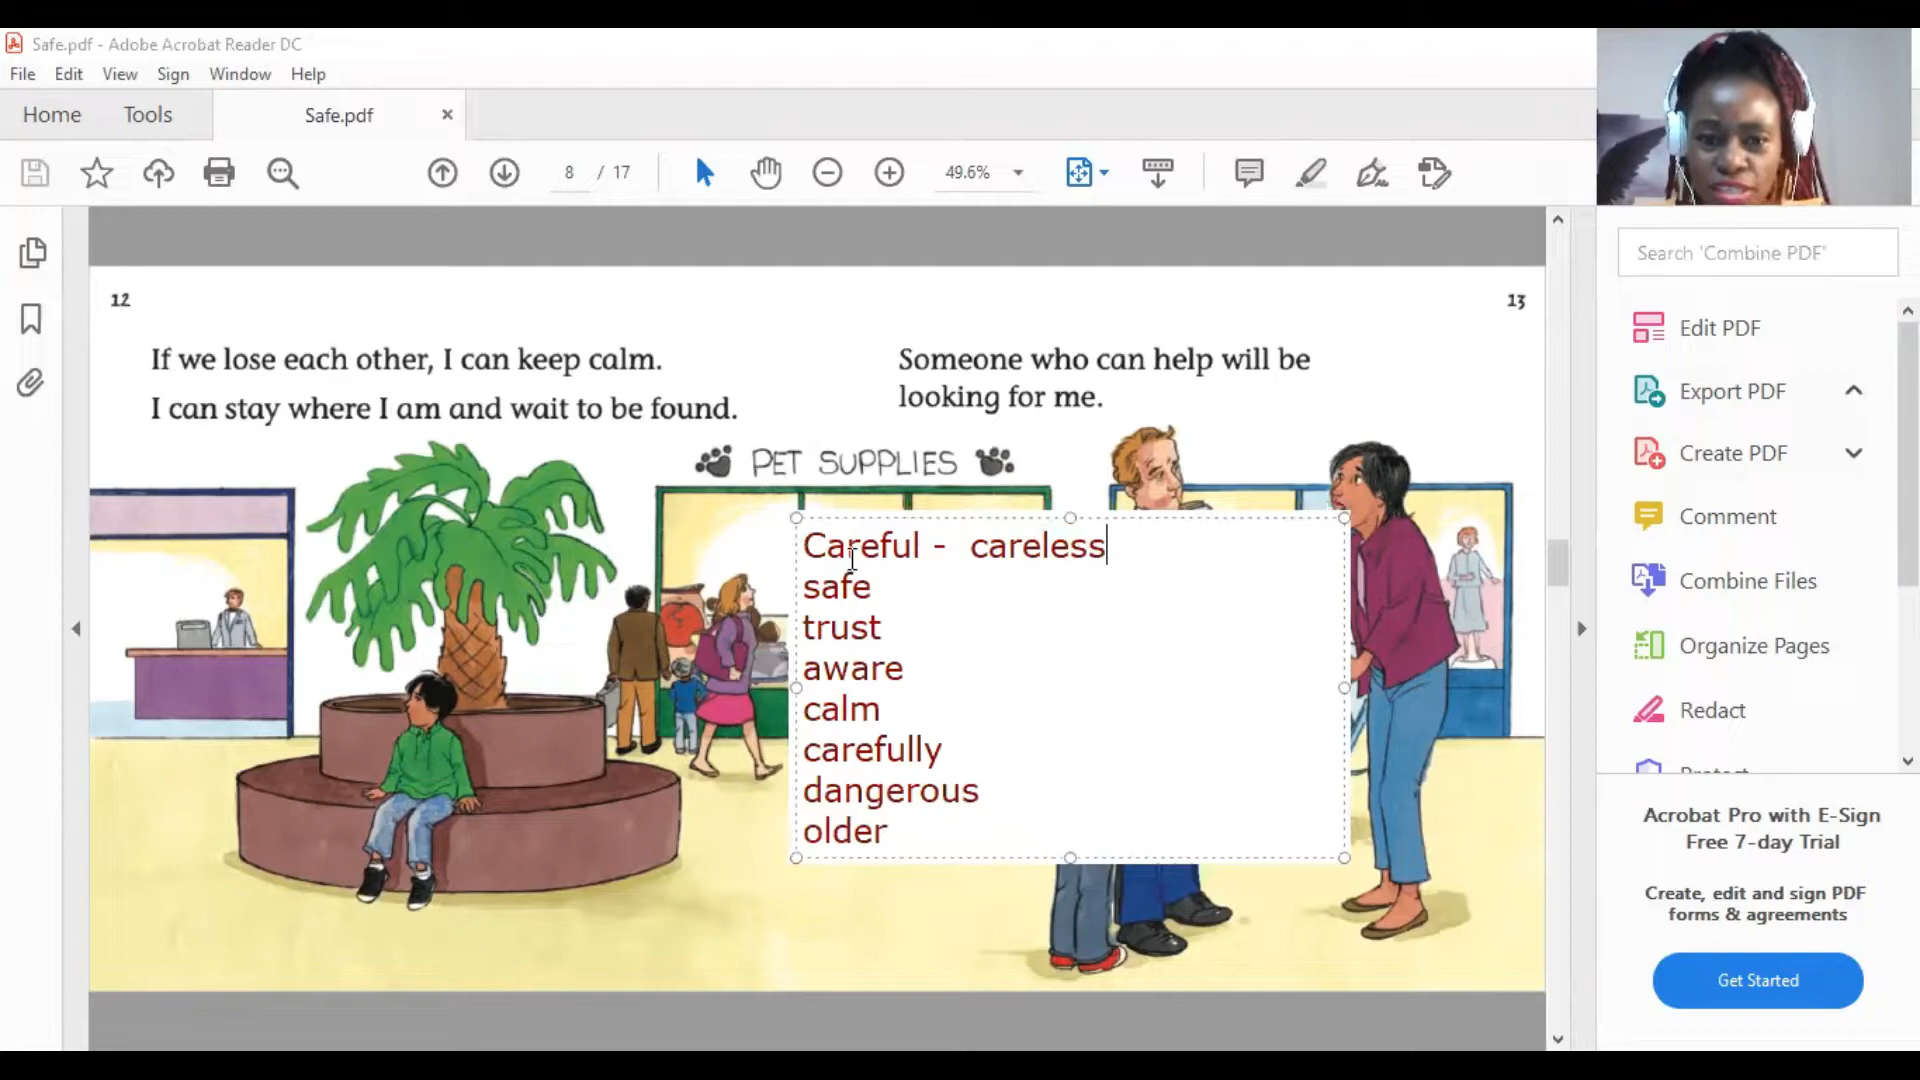 Safe.pdf - Adobe Acrobat Reader DC
File Edit View Sign Window Help
Home Tools Safe.pdf ×
8 / 17 49.6%
Search 'Combine PDF'
12
13
If we lose each other, I can keep calm.
I can stay where I am and wait to be found.
Someone who can help will be
looking for me.
PET SUPPLIES
Careful - careless
safe
trust
aware
calm
carefully
dangerous
older
Edit PDF
Export PDF
Create PDF
Comment
Combine Files
Organize Pages
Redact
Acrobat Pro with E-Sign
Free 7-day Trial
Create, edit and sign PDF
forms & agreements
Get Started